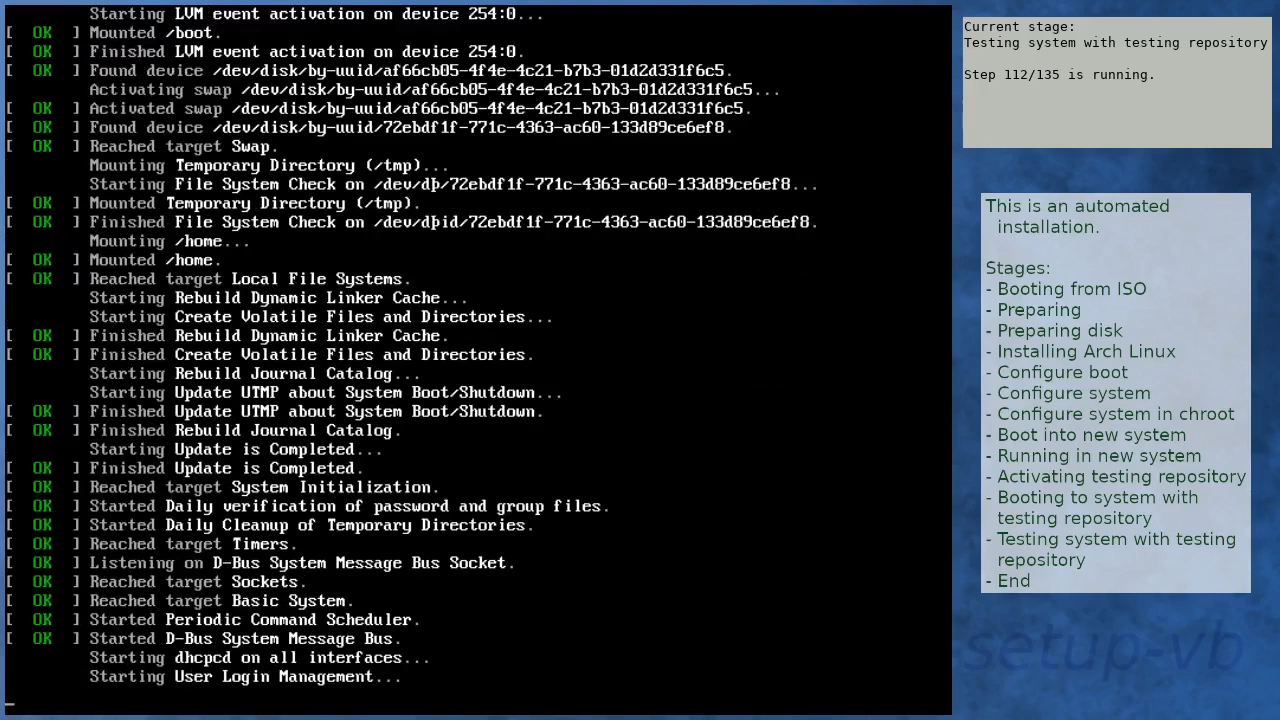 Starting LVM event activation on device 254:0...
[  OK  ] Mounted /boot.
[  OK  ] Finished LVM event activation on device 254:0.
[  OK  ] Found device /dev/disk/by-uuid/af66cb05-4f4e-4c21-b7b3-01d2d331f6c5.
Activating swap /dev/disk/by-uuid/af66cb05-4f4e-4c21-b7b3-01d2d331f6c5...
[  OK  ] Activated swap /dev/disk/by-uuid/af66cb05-4f4e-4c21-b7b3-01d2d331f6c5.
[  OK  ] Found device /dev/disk/by-uuid/72ebdf1f-771c-4363-ac60-133d89ce6ef8.
[  OK  ] Reached target Swap.
Mounting Temporary Directory (/tmp)...
Starting File System Check on /dev/dþ/72ebdf1f-771c-4363-ac60-133d89ce6ef8...
[  OK  ] Mounted Temporary Directory (/tmp).
[  OK  ] Finished File System Check on /dev/dþid/72ebdf1f-771c-4363-ac60-133d89ce6ef8.
Mounting /home...
[  OK  ] Mounted /home.
[  OK  ] Reached target Local File Systems.
Starting Rebuild Dynamic Linker Cache...
Starting Create Volatile Files and Directories...
[  OK  ] Finished Rebuild Dynamic Linker Cache.
[  OK  ] Finished Create Volatile Files and Directories.
Starting Rebuild Journal Catalog...
Starting Update UTMP about System Boot/Shutdown...
[  OK  ] Finished Update UTMP about System Boot/Shutdown.
[  OK  ] Finished Rebuild Journal Catalog.
Starting Update is Completed...
[  OK  ] Finished Update is Completed.
[  OK  ] Reached target System Initialization.
[  OK  ] Started Daily verification of password and group files.
[  OK  ] Started Daily Cleanup of Temporary Directories.
[  OK  ] Reached target Timers.
[  OK  ] Listening on D-Bus System Message Bus Socket.
[  OK  ] Reached target Sockets.
[  OK  ] Reached target Basic System.
[  OK  ] Started Periodic Command Scheduler.
[  OK  ] Started D-Bus System Message Bus.
Starting dhcpcd on all interfaces...
Starting User Login Management...
Current stage:
Testing system with testing repository
Step 112/135 is running.
This is an automated
installation.
Stages:
- Booting from ISO
- Preparing
- Preparing disk
- Installing Arch Linux
- Configure boot
- Configure system
- Configure system in chroot
- Boot into new system
- Running in new system
- Activating testing repository
- Booting to system with
testing repository
- Testing system with testing
repository
- End
setup-vb